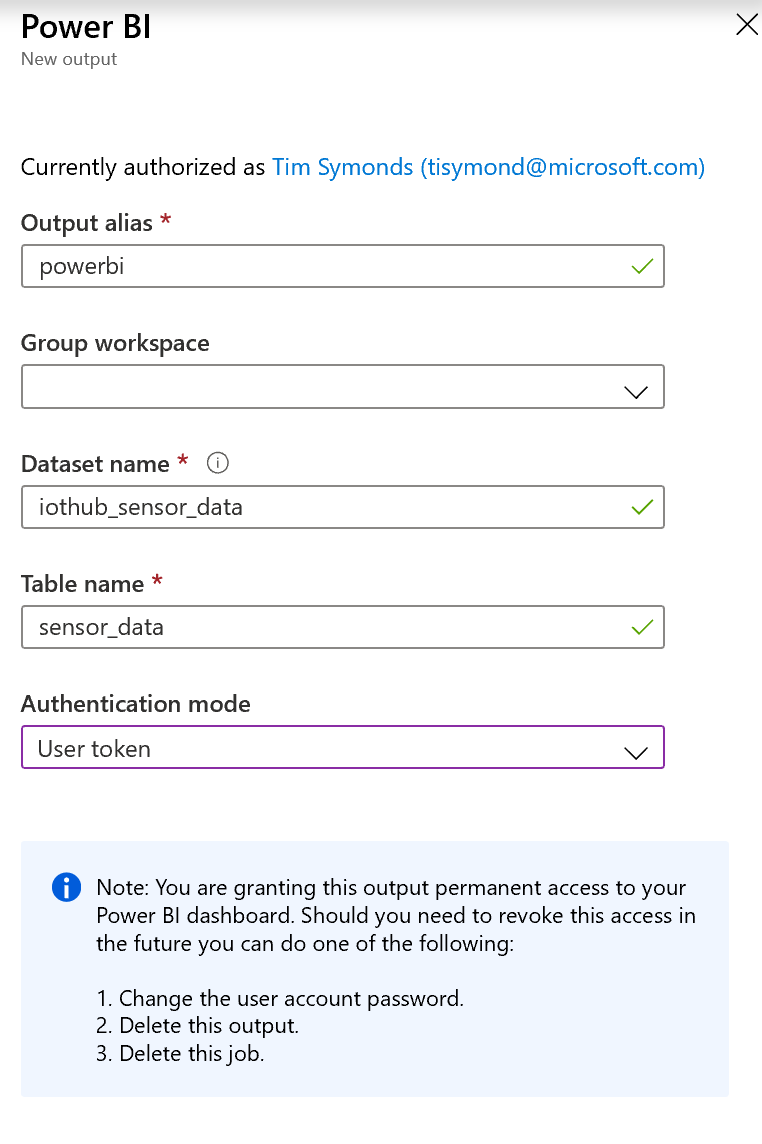 Power BI
New output
Currently authorized as Tim Symonds (tisymond@microsoft.com)
Output alias *
powerbi
Group workspace
Dataset name *
iothub_sensor_data
Table name *
sensor_data
Authentication mode
User token
Note: You are granting this output permanent access to your
Power BI dashboard. Should you need to revoke this access in
the future you can do one of the following:
1. Change the user account password.
2. Delete this output.
3. Delete this job.